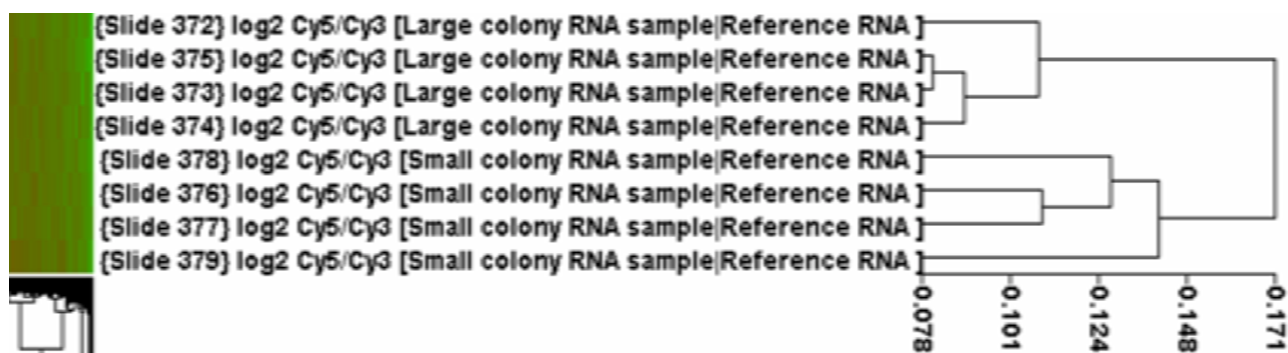 {Slide 372} log2 Cy5/Cy3 [Large colony RNA sample|Reference RNA ]
{Slide 375} log2 Cy5/Cy3 [Large colony RNA sample|Reference RNA ]
{Slide 373} log2 Cy5/Cy3 [Large colony RNA sample|Reference RNA ]
{Slide 374} log2 Cy5/Cy3 [Large colony RNA sample|Reference RNA ]
{Slide 378} log2 Cy5/Cy3 [Small colony RNA sample|Reference RNA ]
{Slide 376} log2 Cy5/Cy3 [Small colony RNA sample|Reference RNA ]
{Slide 377} log2 Cy5/Cy3 [Small colony RNA sample|Reference RNA ]
{Slide 379} log2 Cy5/Cy3 [Small colony RNA sample|Reference RNA ]
0.078
0.101
0.124
0.148
0.171